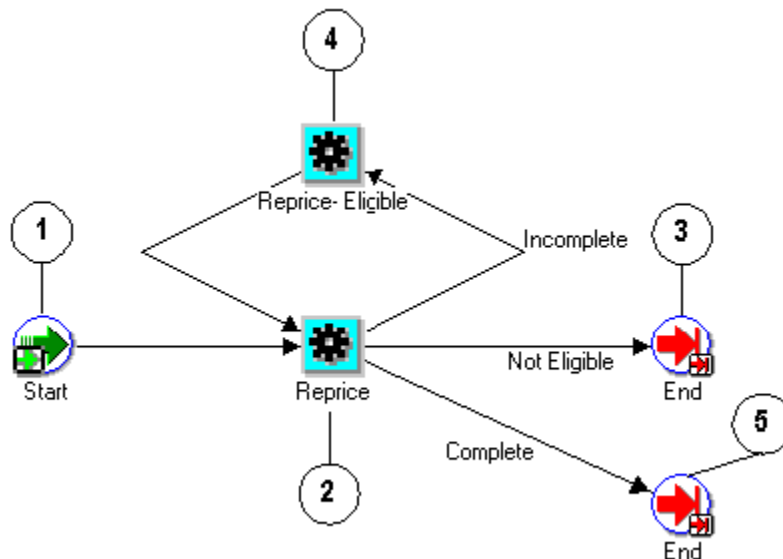 4
Reprice- Eligible
1
Incomplete
3
Start
Reprice
Not Eligible
End
Complete
5
2
End